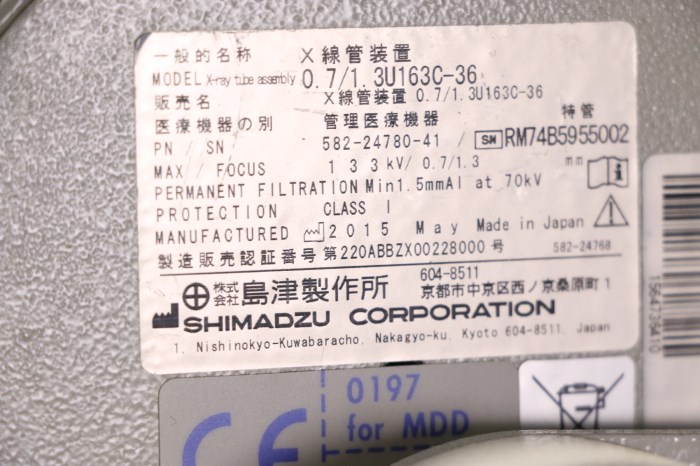 一般的名称 X線管装置
MODEL X-ray tube assembly 0.7/1.3U163C-36
販売名 X線管装置 0.7/1.3U163C-36
医療機器の別 管理医療機器 特管
PN / SN 582-24780-41 / SN RM74B5955002
MAX / FOCUS 133kV/ 0.7/1.3 mm
PERMANENT FILTRATION Min1.5mmAl at 70kV
PROTECTION CLASS I
MANUFACTURED 2015 May Made in Japan
製造販売認証番号 第220ABBZX00228000号 582-24768
株式会社 島津製作所 604-8511
京都市中京区西ノ京桑原町1
SHIMADZU CORPORATION
1, Nishinokyo-Kuwabaracho, Nakagyo-ku, Kyoto 604-8511, Japan
CE 0197
for MDD